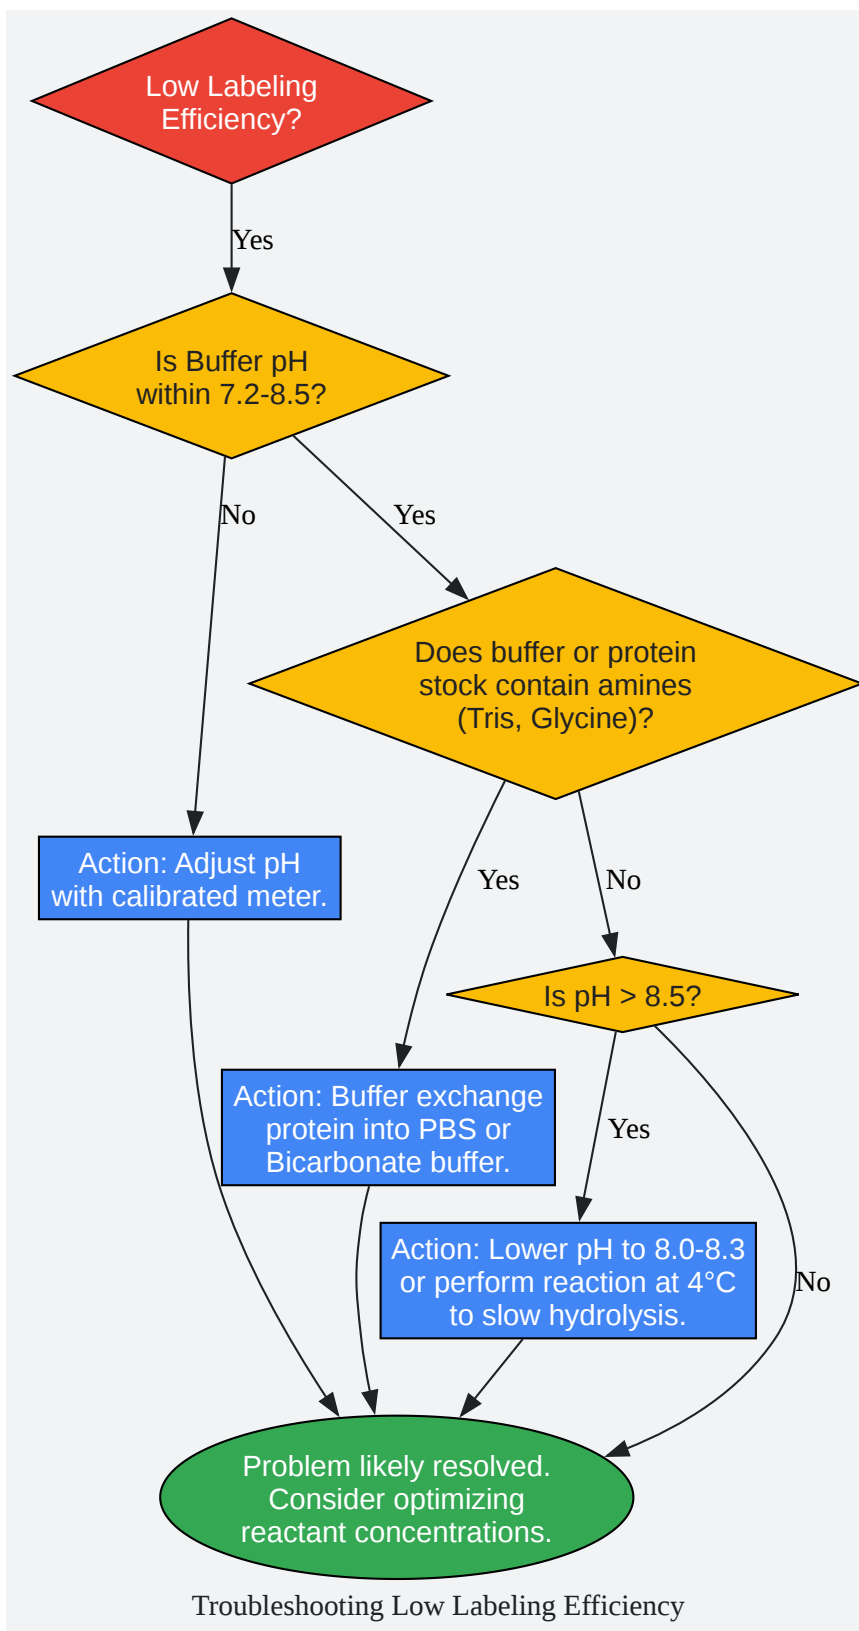 Low Labeling
Efficiency?
Yes
Is Buffer pH
within 7.2-8.5?
No
Yes
Does buffer or protein
stock contain amines
(Tris, Glycine)?
Action: Adjust pH
with calibrated meter.
Yes
No
Is pH > 8.5?
Action: Buffer exchange
protein into PBS or
Bicarbonate buffer.
Yes
Action: Lower pH to 8.0-8.3
or perform reaction at 4°C
to slow hydrolysis.
No
Problem likely resolved.
Consider optimizing
reactant concentrations.
Troubleshooting Low Labeling Efficiency